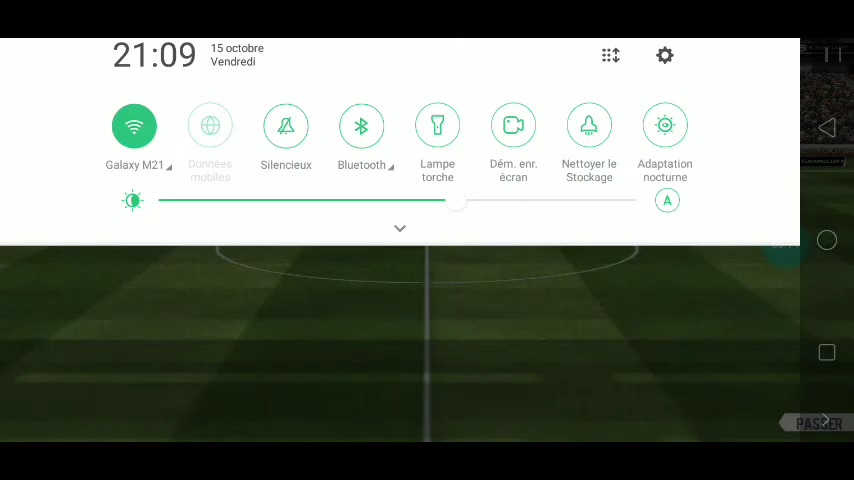 21:09
15 octobre
Vendredi
Galaxy M21
Données
mobiles
Silencieux
Bluetooth
Lampe
torche
Dém. enr.
écran
Nettoyer le
Stockage
Adaptation
nocturne
A
PASSER